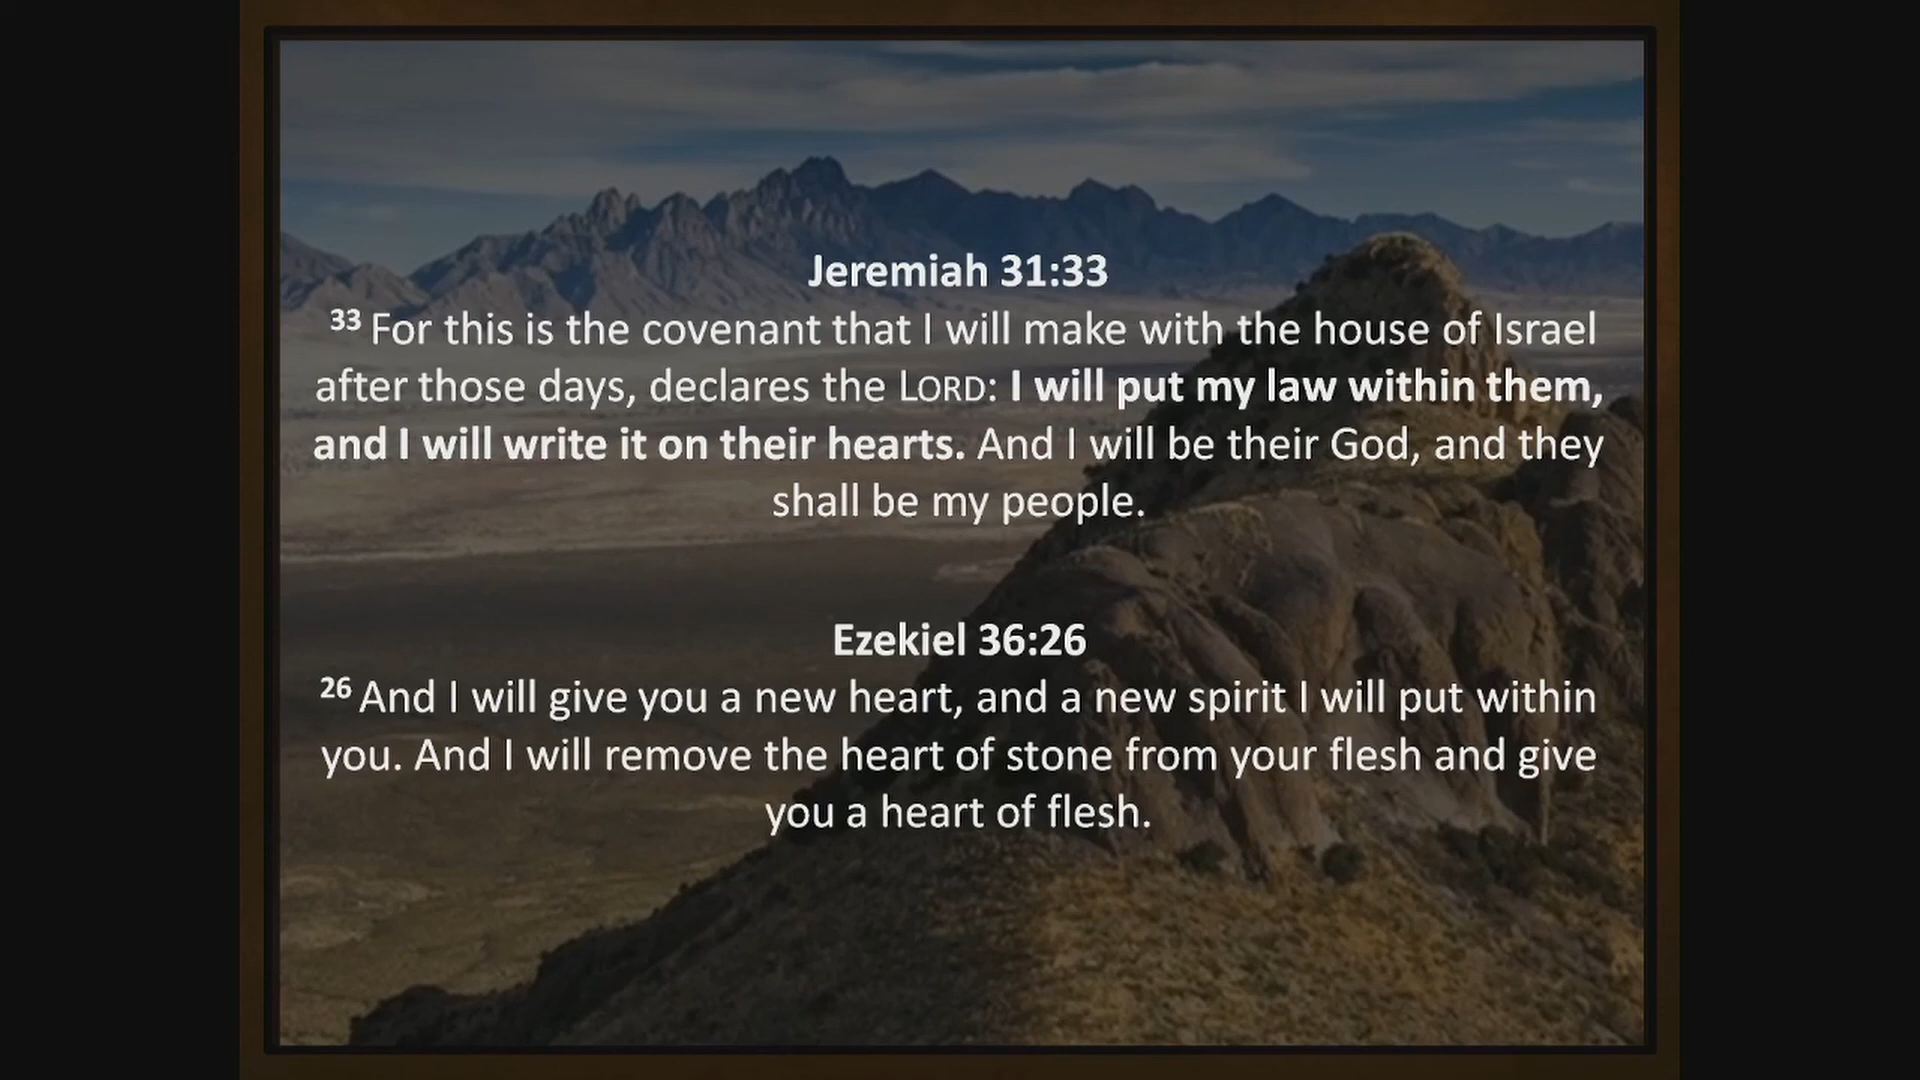 Jeremiah 31:33
33 For this is the covenant that I will make with the house of Israel
after those days, declares the LORD: I will put my law within them,
and I will write it on their hearts. And I will be their God, and they
shall be my people.
Ezekiel 36:26
26 And I will give you a new heart, and a new spirit I will put within
you. And I will remove the heart of stone from your flesh and give
you a heart of flesh.